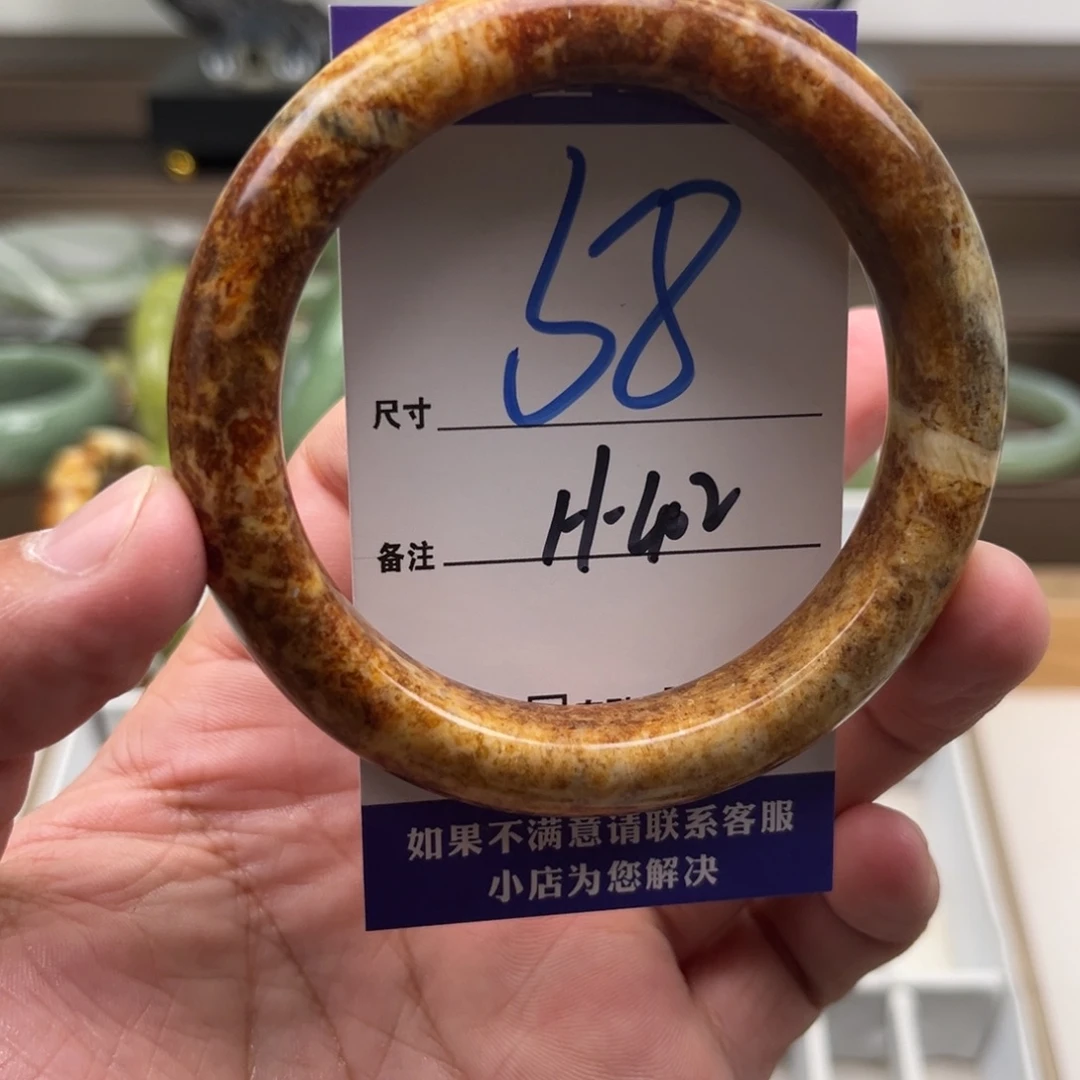 尺寸 58
备注 H-402
如果不满意请联系客服
小店为您解决